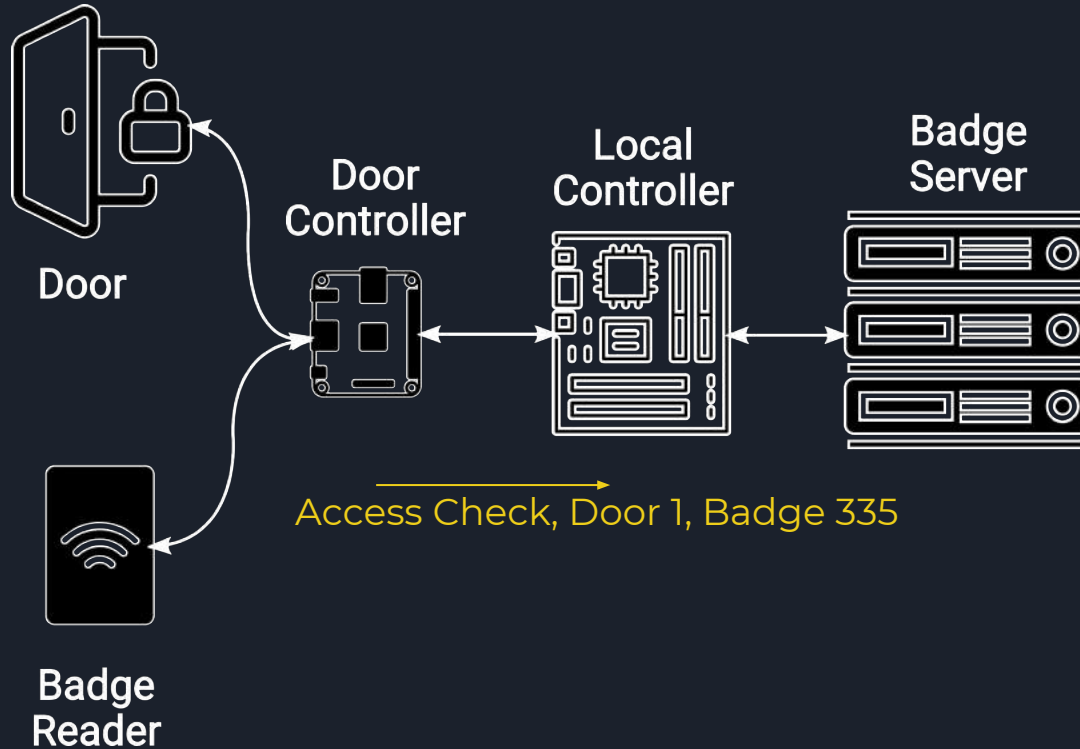 Door
Door
Controller
Local
Controller
Badge
Server
Access Check, Door 1, Badge 335
Badge
Reader